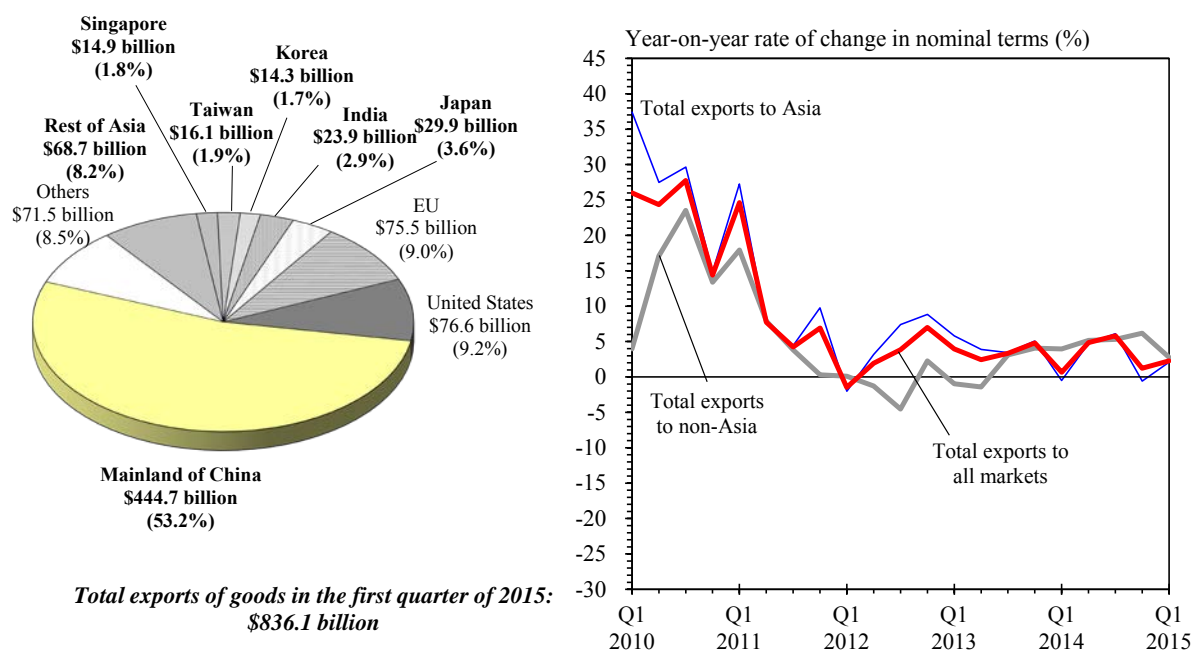 Singapore
$14.9 billion
(1.8%)
Korea
$14.3 billion
(1.7%)
Taiwan
$16.1 billion
(1.9%)
India
$23.9 billion
(2.9%)
Japan
$29.9 billion
(3.6%)
Rest of Asia
$68.7 billion
(8.2%)
Others
$71.5 billion
(8.5%)
EU
$75.5 billion
(9.0%)
United States
$76.6 billion
(9.2%)
Mainland of China
$444.7 billion
(53.2%)
Total exports of goods in the first quarter of 2015:
$836.1 billion
Year-on-year rate of change in nominal terms (%)
45
40
35
30
25
20
15
10
5
0
-5
-10
-15
-20
-25
-30
Total exports to Asia
Total exports
to non-Asia
Total exports to
all markets
Q1 Q1 Q1 Q1 Q1 Q1
2010 2011 2012 2013 2014 2015